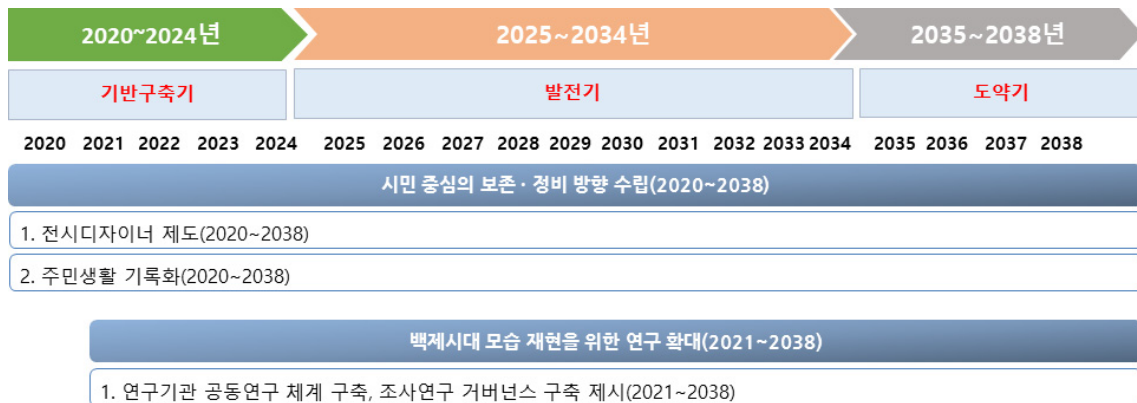 2020~2024년 2025~2034년 2035~2038년
기반구축기 발전기 도약기
2020 2021 2022 2023 2024 2025 2026 2027 2028 2029 2030 2031 2032 2033 2034 2035 2036 2037 2038
시민 중심의 보존·정비 방향 수립(2020~2038)
1. 전시디자이너 제도(2020~2038)
2. 주민생활 기록화(2020~2038)
백제시대 모습 재현을 위한 연구 확대(2021~2038)
1. 연구기관 공동연구 체계 구축, 조사연구 거버넌스 구축 제시(2021~2038)